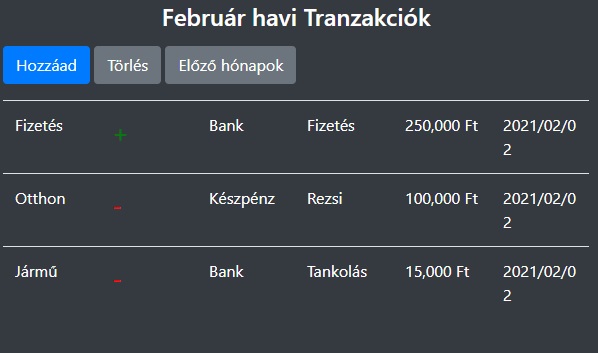 Február havi Tranzakciók
Hozzáad Törlés Előző hónapok
Fizetés + Bank Fizetés 250,000 Ft 2021/02/0
2
Otthon - Készpénz Rezsi 100,000 Ft 2021/02/0
2
Jármű - Bank Tankolás 15,000 Ft 2021/02/0
2